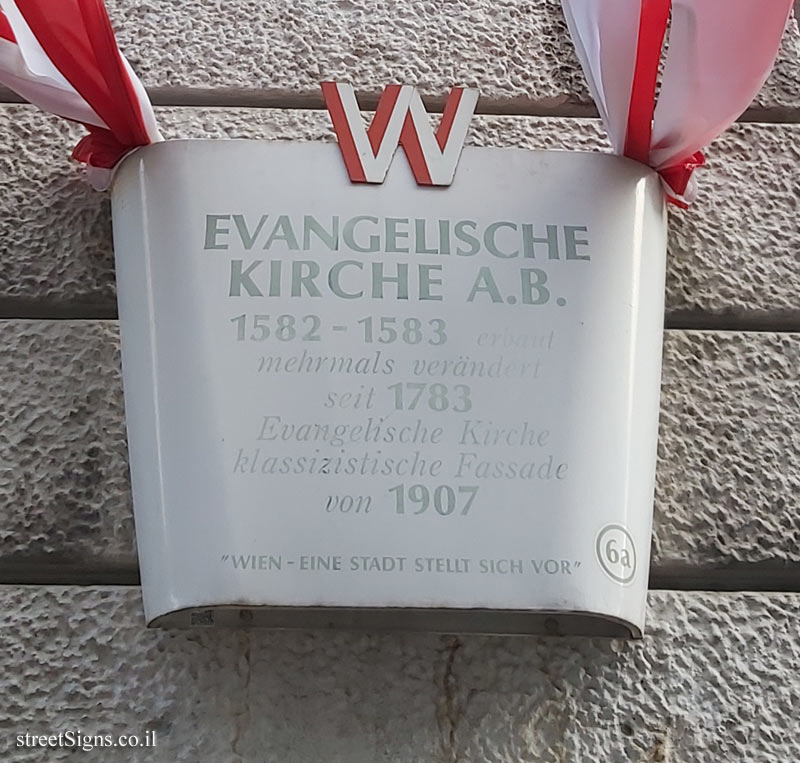 W
EVANGELISCHE
KIRCHE A.B.
1582 - 1583 erbaut
mehrmals verändert
seit 1783
Evangelische Kirche
klassizistische Fassade
von 1907
"WIEN - EINE STADT STELLT SICH VOR"
6a
streetSigns.co.il